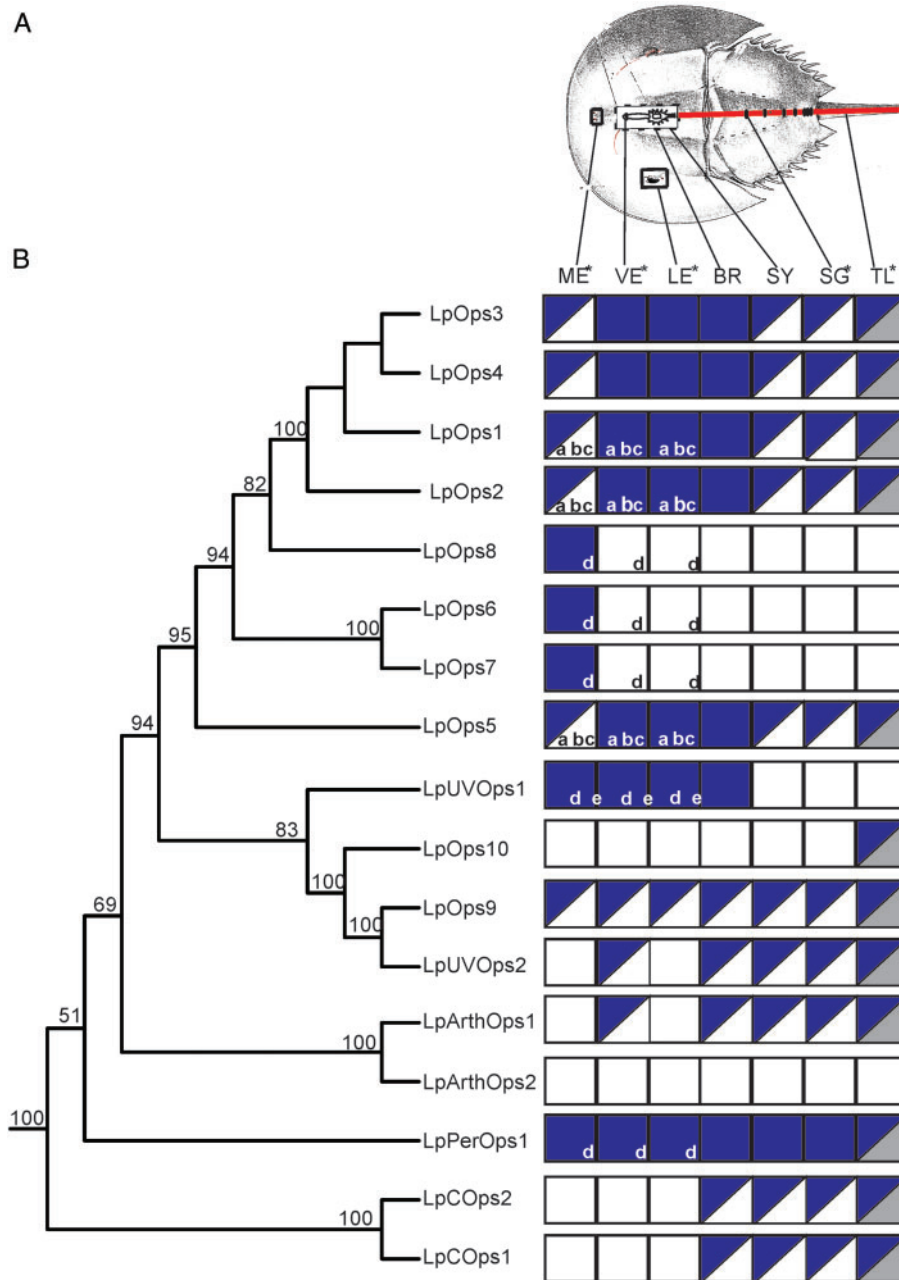 A
B
ME* VE* LE* BR SY SG* TL*
LpOps3
LpOps4
LpOps1
a bc a bc a bc
100
LpOps2
a bc a bc a bc
82
LpOps8
d d d
94
LpOps6
d d d
100
LpOps7
d d d
95
LpOps5
a bc a bc a bc
94
LpUVOps1
d e d e d e
83
LpOps10
100
LpOps9
100
69
LpUVOps2
LpArthOps1
51
100
LpArthOps2
100
LpPerOps1
d d d
LpCOps2
100
LpCOps1